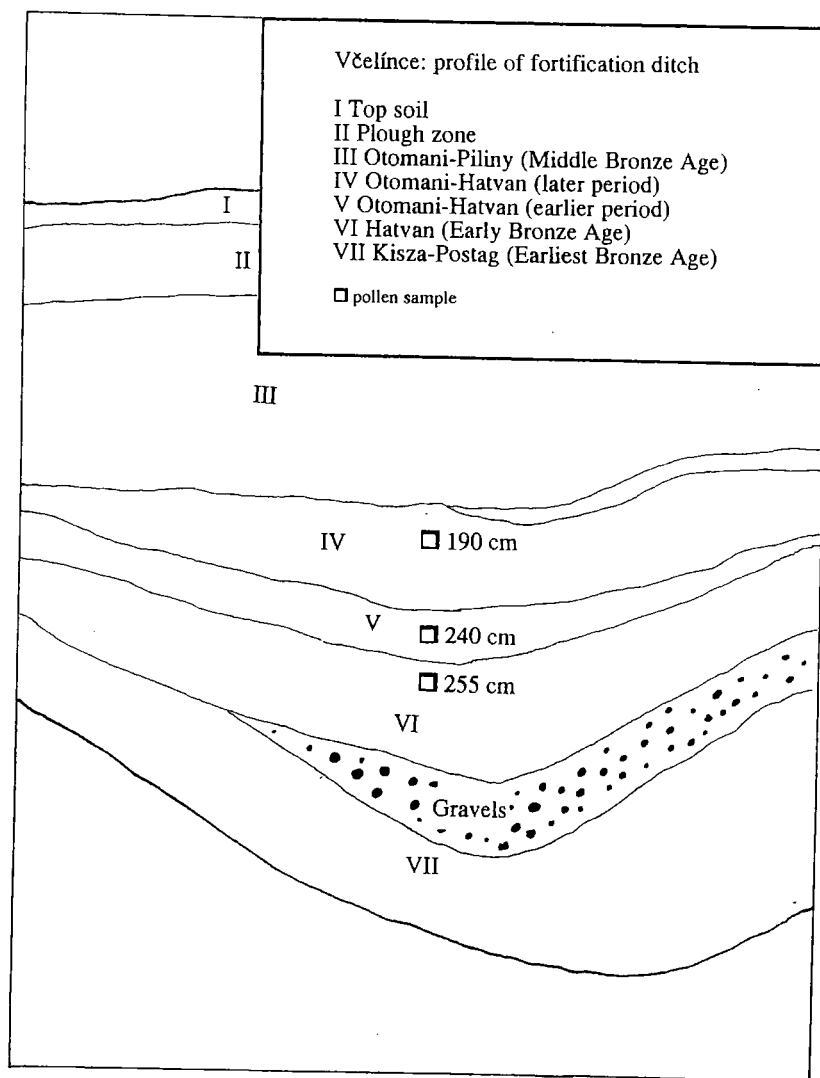 Včelínce: profile of fortification ditch
I Top soil
II Plough zone
III Otomani-Piliny (Middle Bronze Age)
IV Otomani-Hatvan (later period)
V Otomani-Hatvan (earlier period)
VI Hatvan (Early Bronze Age)
VII Kisza-Postag (Earliest Bronze Age)
pollen sample
I
II
III
IV
190 cm
V
240 cm
255 cm
VI
Gravels
VII